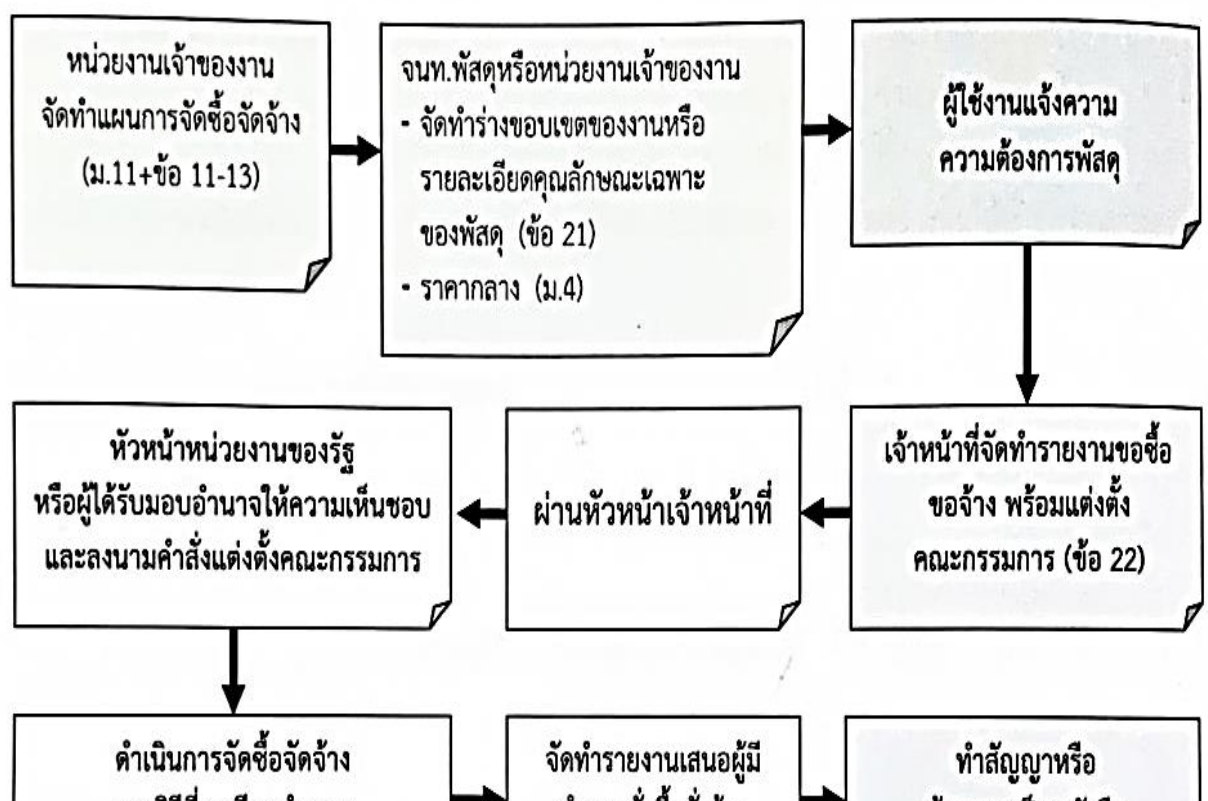 หน่วยงานเจ้าของงาน
จัดทำแผนการจัดซื้อจัดจ้าง
(ม.11+ข้อ 11-13)
จนท.พัสดุหรือหน่วยงานเจ้าของงาน
- จัดทำร่างขอบเขตของงานหรือ
รายละเอียดคุณลักษณะเฉพาะ
ของพัสดุ (ข้อ 21)
- ราคากลาง (ม.4)
ผู้ใช้งานแจ้งความ
ความต้องการพัสดุ
เจ้าหน้าที่จัดทำรายงานขอซื้อ
ขอจ้าง พร้อมแต่งตั้ง
คณะกรรมการ (ข้อ 22)
ผ่านหัวหน้าเจ้าหน้าที่
หัวหน้าหน่วยงานของรัฐ
หรือผู้ได้รับมอบอำนาจให้ความเห็นชอบ
และลงนามคำสั่งแต่งตั้งคณะกรรมการ
ดำเนินการจัดซื้อจัดจ้าง
จัดทำรายงานเสนอผู้มี
ทำสัญญาหรือ